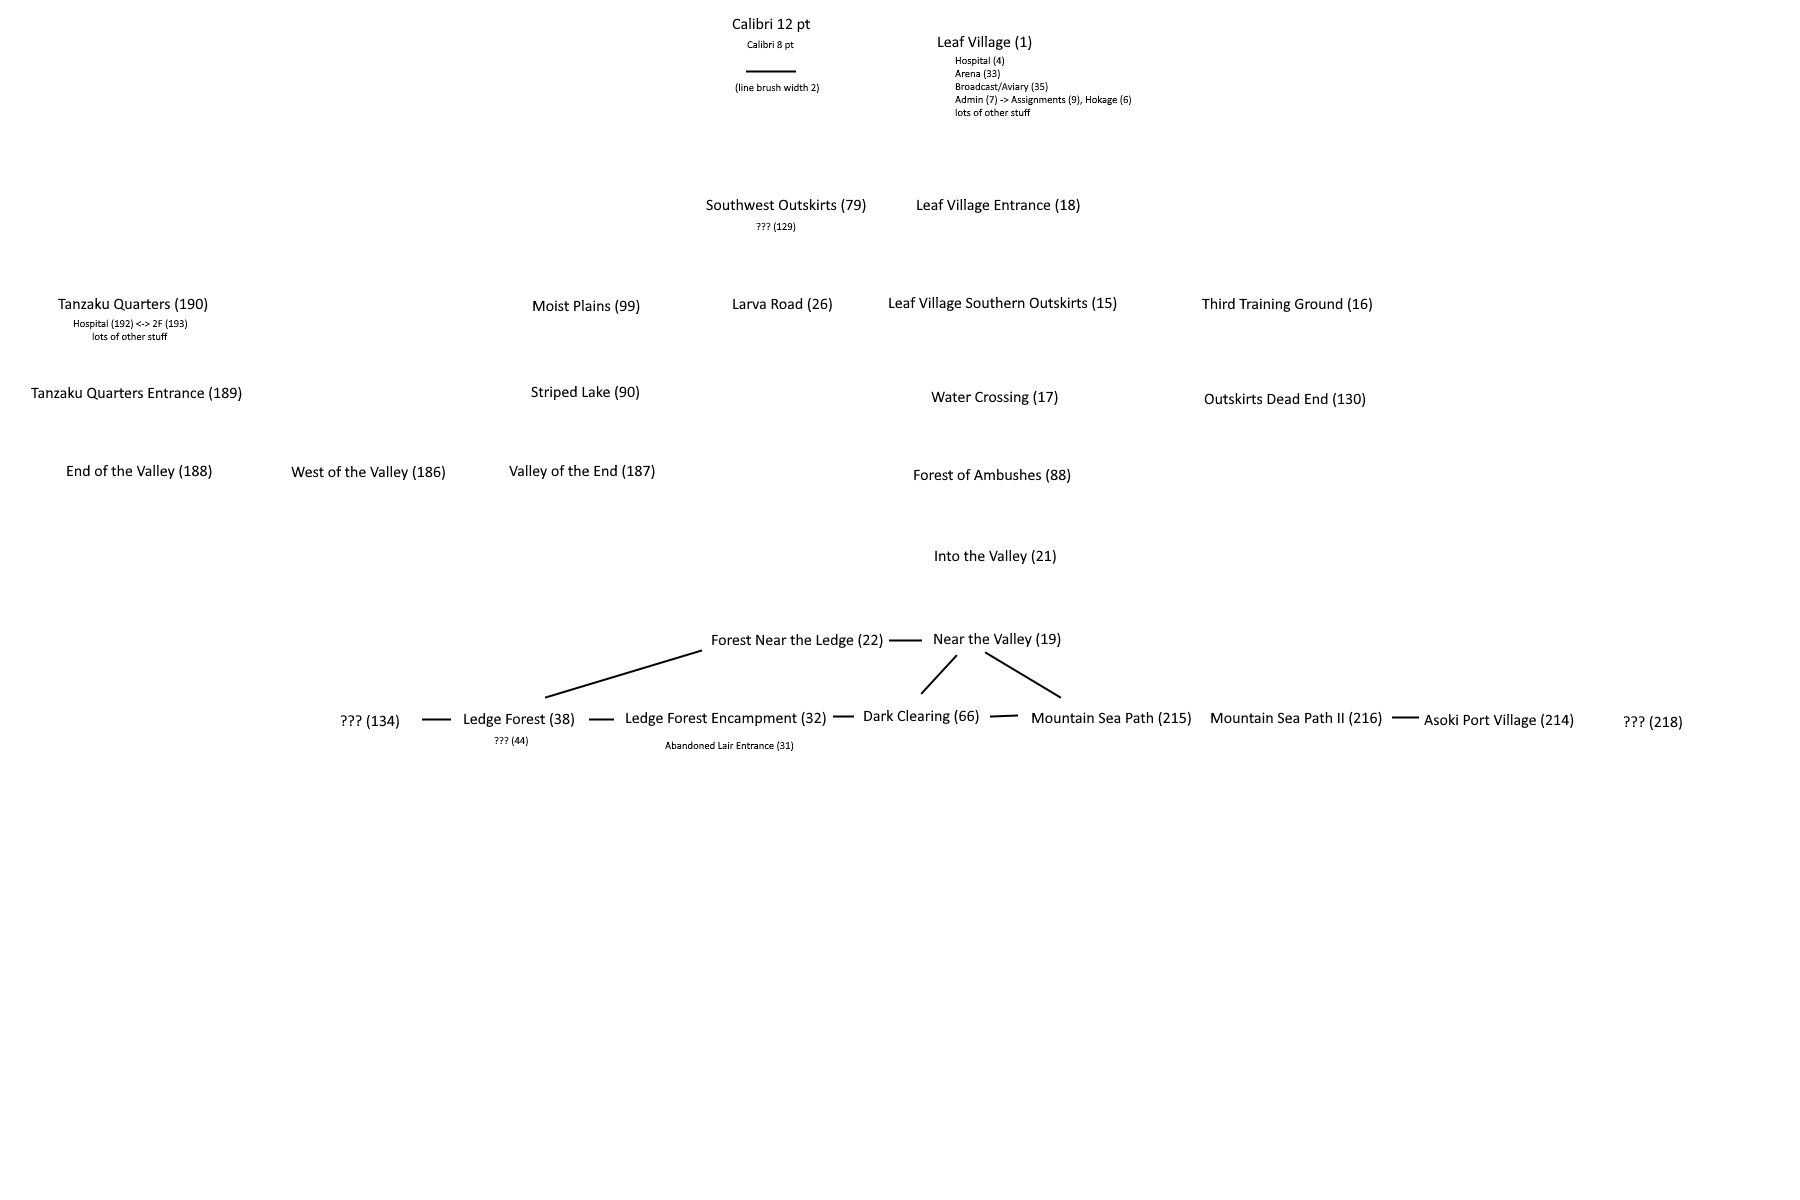 Calibri 12 pt
Calibri 8 pt
(line brush width 2)
Leaf Village (1)
Hospital (4)
Arena (33)
Broadcast/Aviary (35)
Admin (7) -> Assignments (9), Hokage (6)
lots of other stuff
Southwest Outskirts (79)
??? (129)
Leaf Village Entrance (18)
Tanzaku Quarters (190)
Hospital (192) <-> 2F (193)
lots of other stuff
Moist Plains (99)
Larva Road (26)
Leaf Village Southern Outskirts (15)
Third Training Ground (16)
Tanzaku Quarters Entrance (189)
Striped Lake (90)
Water Crossing (17)
Outskirts Dead End (130)
End of the Valley (188)
West of the Valley (186)
Valley of the End (187)
Forest of Ambushes (88)
Into the Valley (21)
Forest Near the Ledge (22)
Near the Valley (19)
??? (134)
Ledge Forest (38)
??? (44)
Ledge Forest Encampment (32)
Abandoned Lair Entrance (31)
Dark Clearing (66)
Mountain Sea Path (215)
Mountain Sea Path II (216)
Asoki Port Village (214)
??? (218)